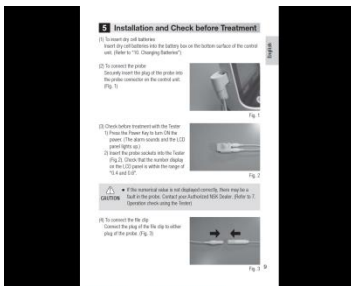 5 Installation and Check before Treatment
(1) To insert dry cell batteries
Insert dry cell batteries into the battery box on the bottom surface of the control
unit. (Refer to "10. Changing Batteries")
English
(2) To connect the probe
Securely insert the plug of the probe into
the probe connector on the control unit.
(Fig. 1)
Fig. 1
(3) Check before treatment with the Tester
1) Press the Power Key to turn ON the
power. (The alarm sounds and the LCD
panel lights up.)
2) Insert the probe sockets into the Tester
(Fig.2). Check that the number display
on the LCD panel is within the range of
"0.4 and 0.6".
Fig. 2
CAUTION
• If the numerical value is not displayed correctly, there may be a
fault in the probe. Contact your Authorized NSK Dealer. (Refer to 7.
Operation check using the Tester)
(4) To connect the file clip
Connect the plug of the file clip to either
plug of the probe. (Fig. 3)
Fig. 3
9